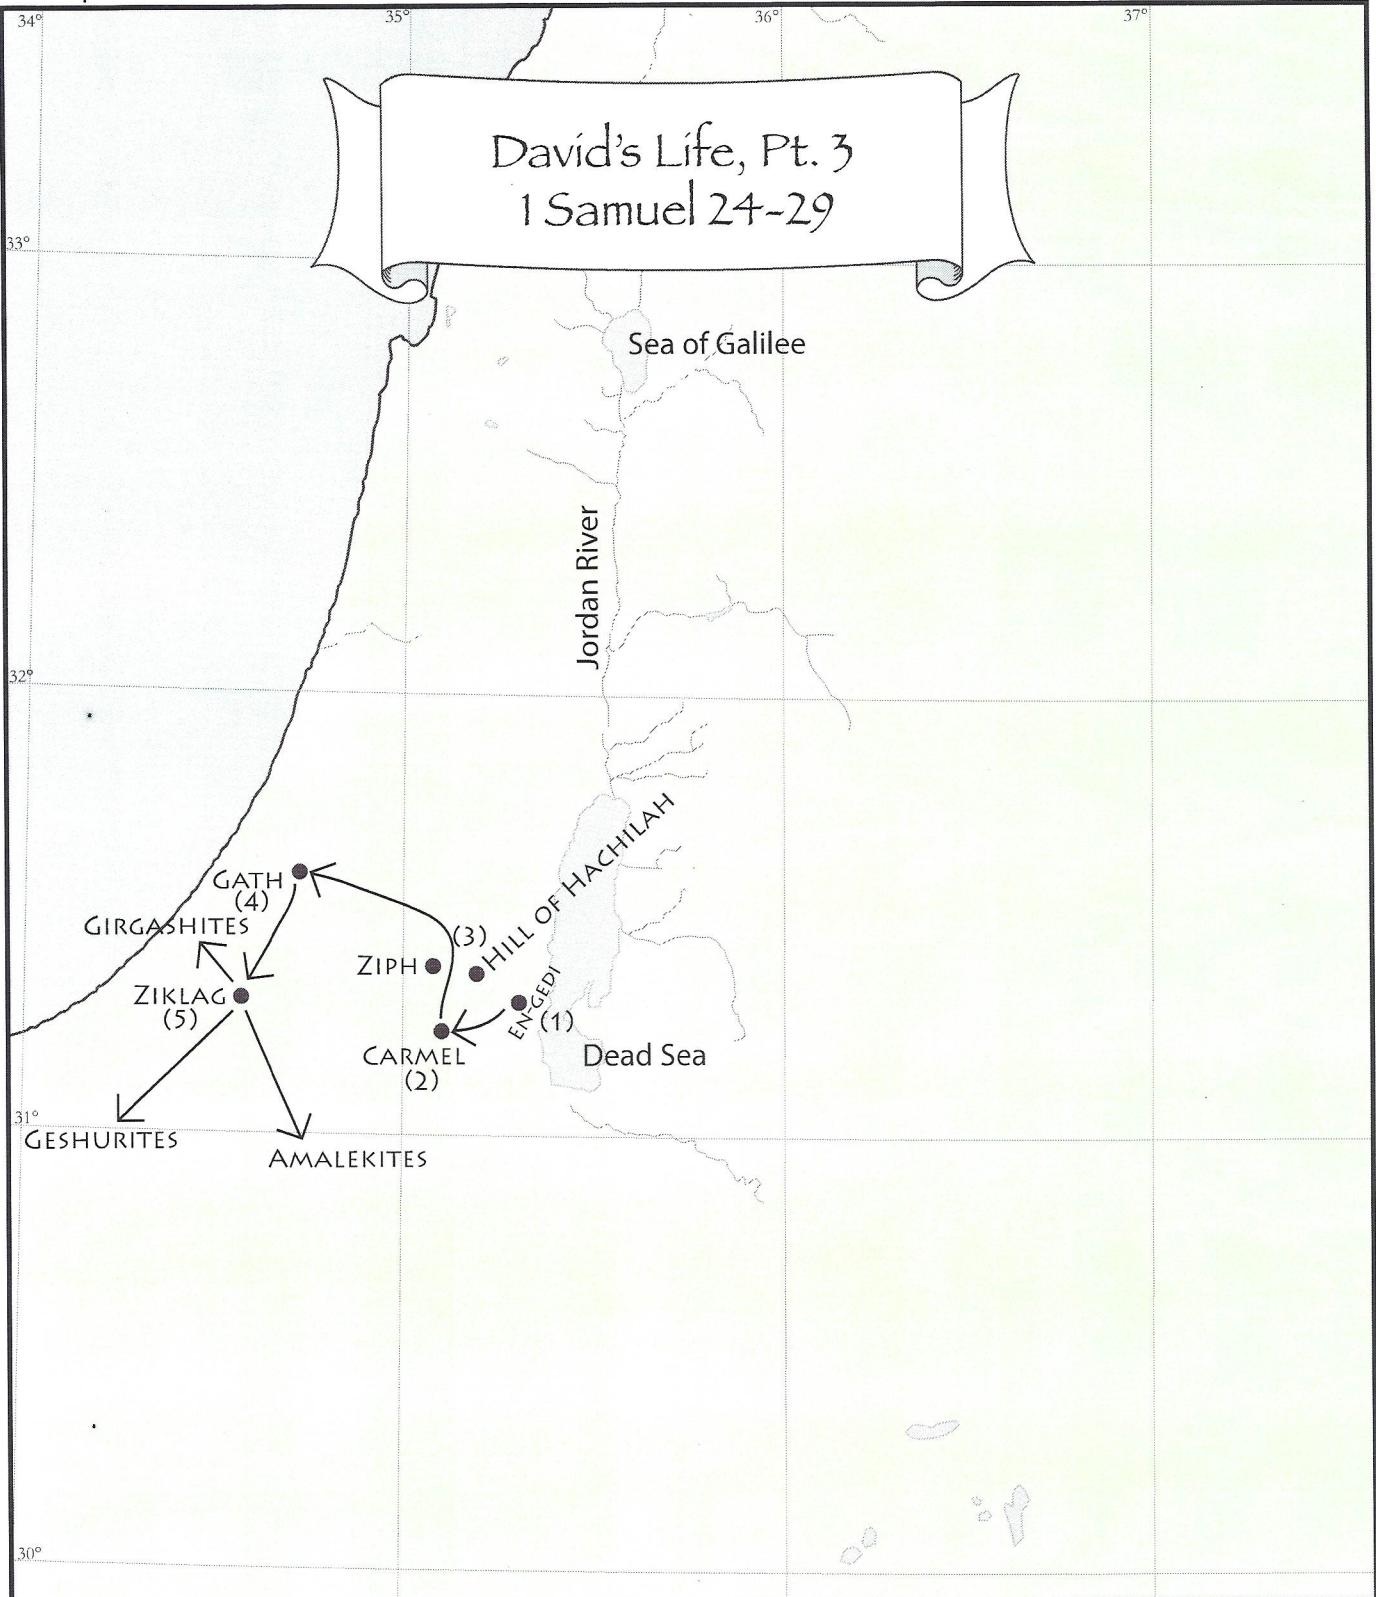 34°
35°
36°
37°
David's Life, Pt. 3
1 Samuel 24-29
33°
Sea of Galilee
Jordan River
32°
HILL OF HACHILAH
GATH
(4)
GIRGASHITES
(3)
ZIPH
ZIKLAG
(5)
EN-GEDI
(1)
CARMEL
(2)
Dead Sea
31°
GESHURITES
AMALEKITES
30°